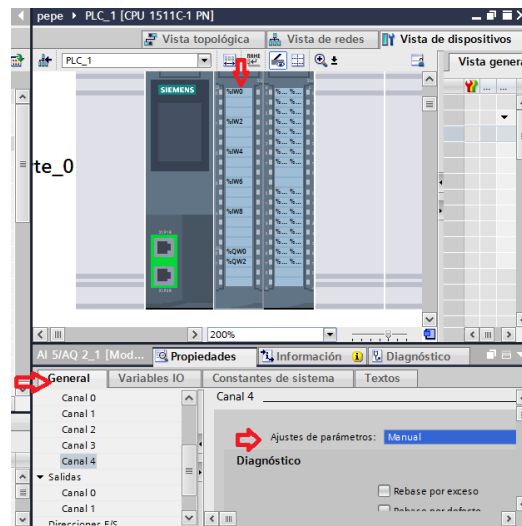 pepe ▸ PLC_1 [CPU 1511C-1 PN]
Vista topológica
Vista de redes
Vista de dispositivos
PLC_1
Vista genera
SIEMENS
%IW0
%... %...
... ...
%IW2
%IW4
te_0
%IW6
%IW8
%QW0
%QW2
200%
AI 5/AQ 2_1 [Mod...
Propiedades
Información
Diagnóstico
General
Variables IO
Constantes de sistema
Textos
Canal 0
Canal 1
Canal 2
Canal 3
Canal 4
Salidas
Canal 0
Canal 1
Direcciones E/S
Canal 4
Ajustes de parámetros: Manual
Diagnóstico
Rebase por exceso
Rebase por defecto